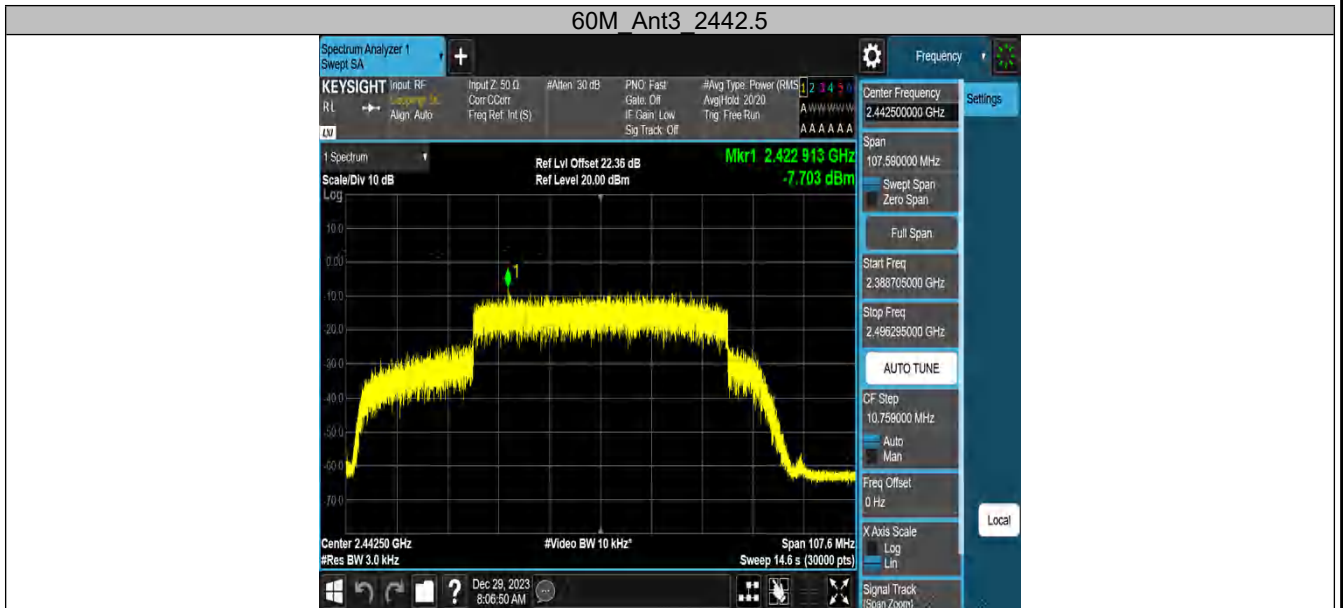 60M_Ant3_2442.5
Spectrum Analyzer 1
Swept SA
+
Frequency
KEYSIGHT
RL
LXI
Input: RF
Align: Auto
Input Z: 50 Ω
Corr CCorr
Freq Ref: Int (S)
#Atten: 30 dB
PNO: Fast
Gate: Off
IF Gain: Low
Sig Track: Off
#Avg Type: Power (RMS
Avg|Hold: 20/20
Trig: Free Run
1 2 3 4 5 6
A W W W W W
A A A A A A
1 Spectrum
Scale/Div 10 dB
Log
Ref Lvl Offset 22.36 dB
Ref Level 20.00 dBm
Mkr1 2.422 913 GHz
-7.703 dBm
10.0
0.00
-10.0
-20.0
-30.0
-40.0
-50.0
-60.0
-70.0
1
Center 2.44250 GHz
#Res BW 3.0 kHz
#Video BW 10 kHz*
Span 107.6 MHz
Sweep 14.6 s (30000 pts)
Dec 29, 2023
8:06:50 AM
Center Frequency
2.442500000 GHz
Settings
Span
107.590000 MHz
Swept Span
Zero Span
Full Span
Start Freq
2.388705000 GHz
Stop Freq
2.496295000 GHz
AUTO TUNE
CF Step
10.759000 MHz
Auto
Man
Freq Offset
0 Hz
X Axis Scale
Log
Lin
Local
Signal Track
(Span Zoom)